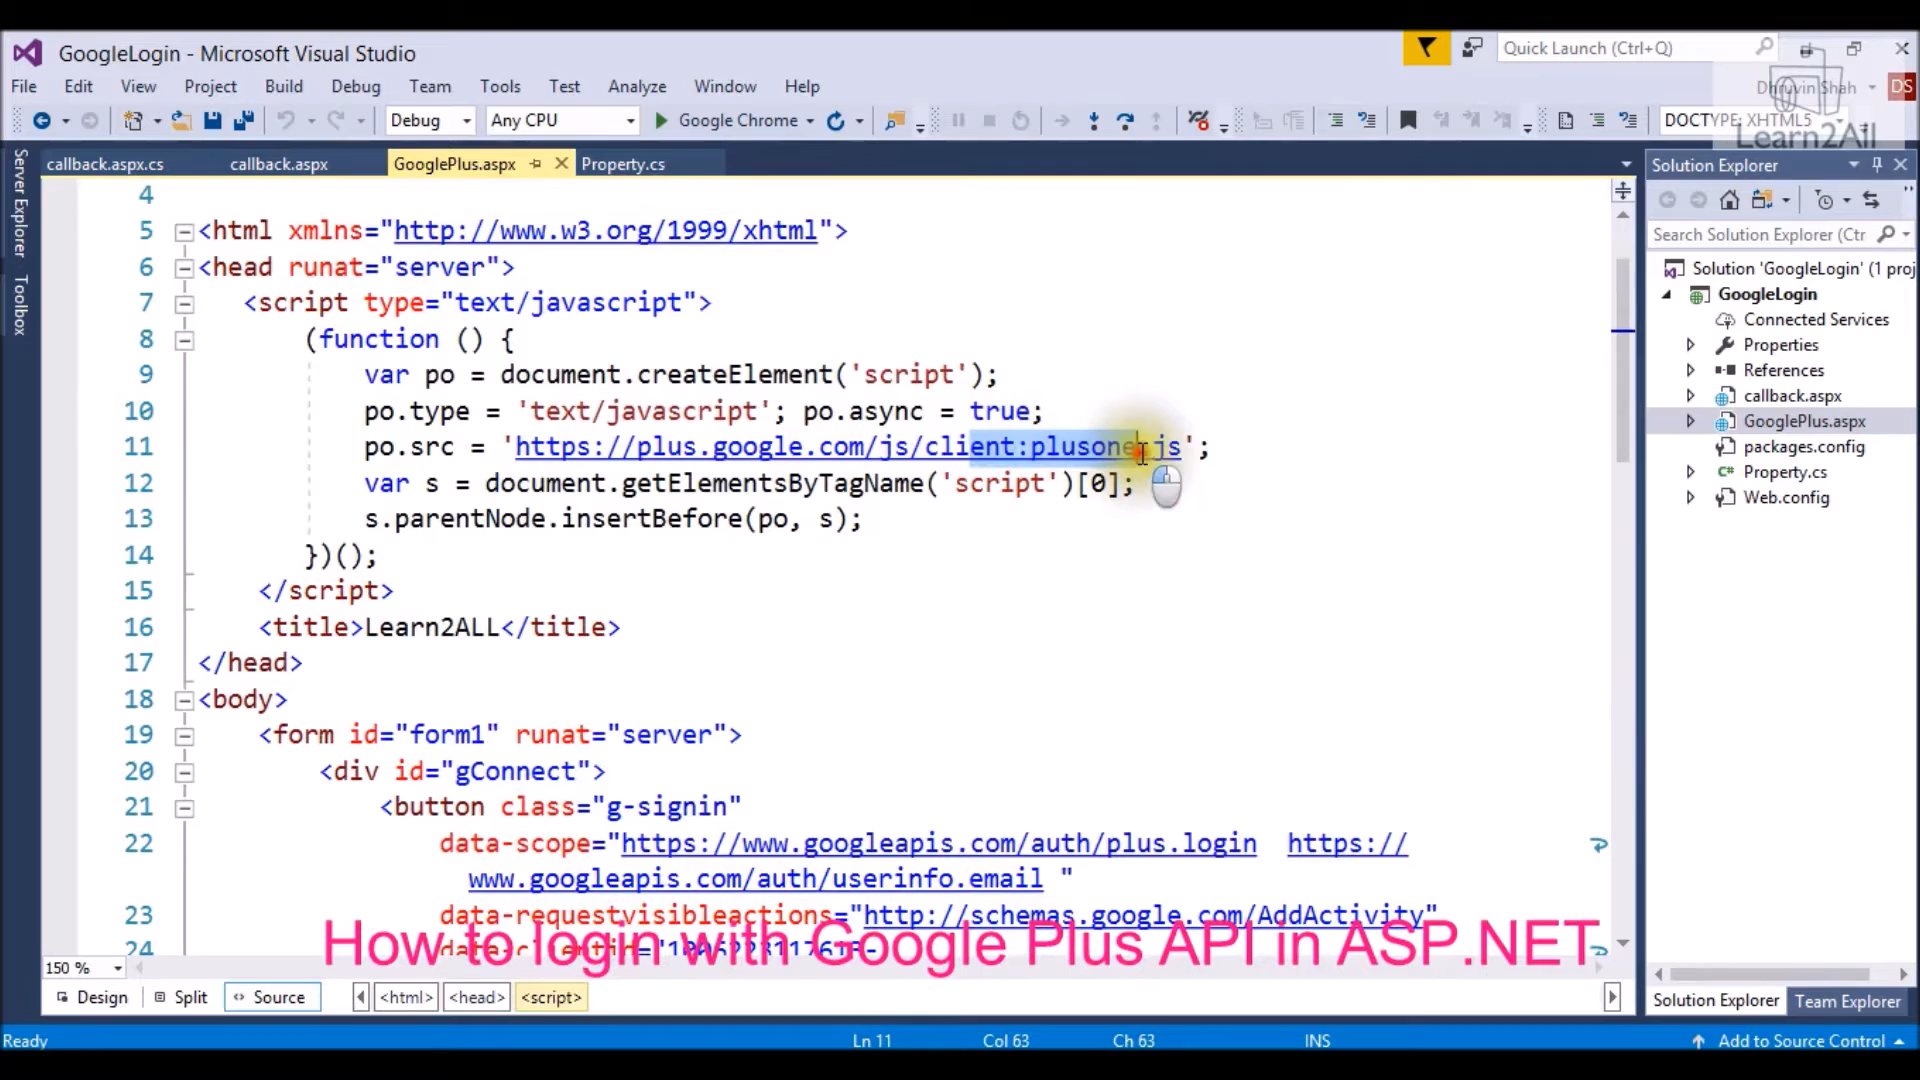 GoogleLogin - Microsoft Visual Studio
Quick Launch (Ctrl+Q)
File Edit View Project Build Debug Team Tools Test Analyze Window Help
Dhruvin Shah DS
Debug Any CPU Google Chrome DOCTYPE: XHTML5
Learn2All
Server Explorer
Toolbox
callback.aspx.cs callback.aspx GooglePlus.aspx Property.cs
4
5 <html xmlns="http://www.w3.org/1999/xhtml">
6 <head runat="server">
7 <script type="text/javascript">
8 (function () {
9 var po = document.createElement('script');
10 po.type = 'text/javascript'; po.async = true;
11 po.src = 'https://plus.google.com/js/client:plusone.js';
12 var s = document.getElementsByTagName('script')[0];
13 s.parentNode.insertBefore(po, s);
14 })();
15 </script>
16 <title>Learn2ALL</title>
17 </head>
18 <body>
19 <form id="form1" runat="server">
20 <div id="gConnect">
21 <button class="g-signin"
22 data-scope="https://www.googleapis.com/auth/plus.login https://
www.googleapis.com/auth/userinfo.email "
23 data-requestvisibleactions="http://schemas.google.com/AddActivity"
24
How to login with Google Plus API in ASP.NET
150 %
Design Split Source <html> <head> <script>
Solution Explorer
Search Solution Explorer (Ctr
Solution 'GoogleLogin' (1 proj
GoogleLogin
Connected Services
Properties
References
callback.aspx
GooglePlus.aspx
packages.config
Property.cs
Web.config
Solution Explorer Team Explorer
Ready Ln 11 Col 63 Ch 63 INS Add to Source Control